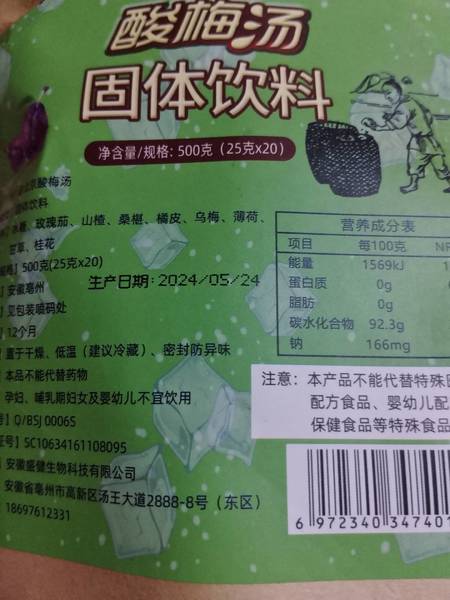 酸梅汤
固体饮料
净含量/规格: 500克 (25克x20)
京酸梅汤
固体饮料
冰糖、玫瑰茄、山楂、桑椹、橘皮、乌梅、薄荷、
甘草、桂花
500克(25克x20)
安徽亳州
生产日期:2024/05/24
见包装喷码处
12个月
置于干燥、低温（建议冷藏）、密封防异味
本品不能代替药物
孕妇、哺乳期妇女及婴幼儿不宜饮用
Q/BSJ 0006S
证号】SC10634161108095
安徽盛健生物科技有限公司
安徽省亳州市高新区汤王大道2888-8号（东区）
18697612331
营养成分表
项目 每100克 NR
能量 1569kJ 1
蛋白质 0g
脂肪 0g
碳水化合物 92.3g
钠 166mg
注意：本产品不能代替特殊医
配方食品、婴幼儿配
保健食品等特殊食品
6 972340 347401